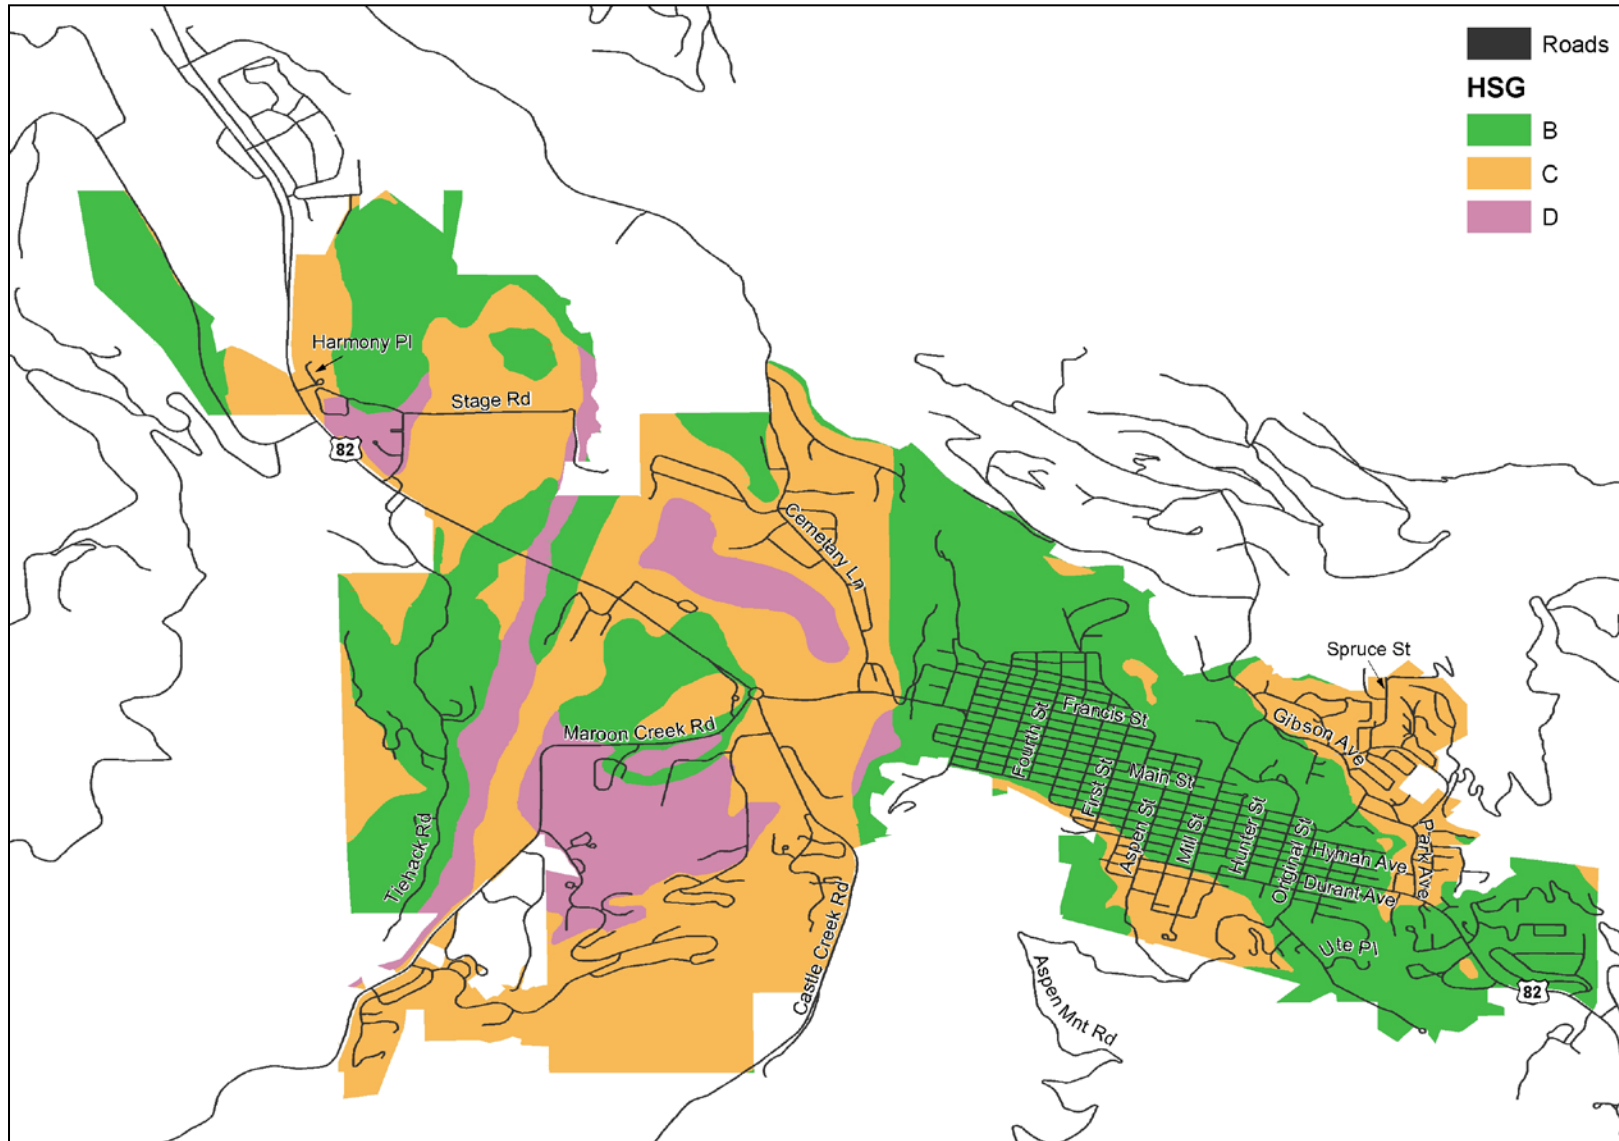 Roads
HSG
B
C
D
Harmony Pl
Stage Rd
82
Cemetary Ln
Spruce St
Gibson Ave
Francis St
Fourth St
Maroon Creek Rd
Main St
First St
Aspen St
Mill St
Hunter St
Original St
Hyman Ave
Park Ave
Durant Ave
Tiehack Rd
Castle Creek Rd
Ute Pl
Aspen Mnt Rd
82